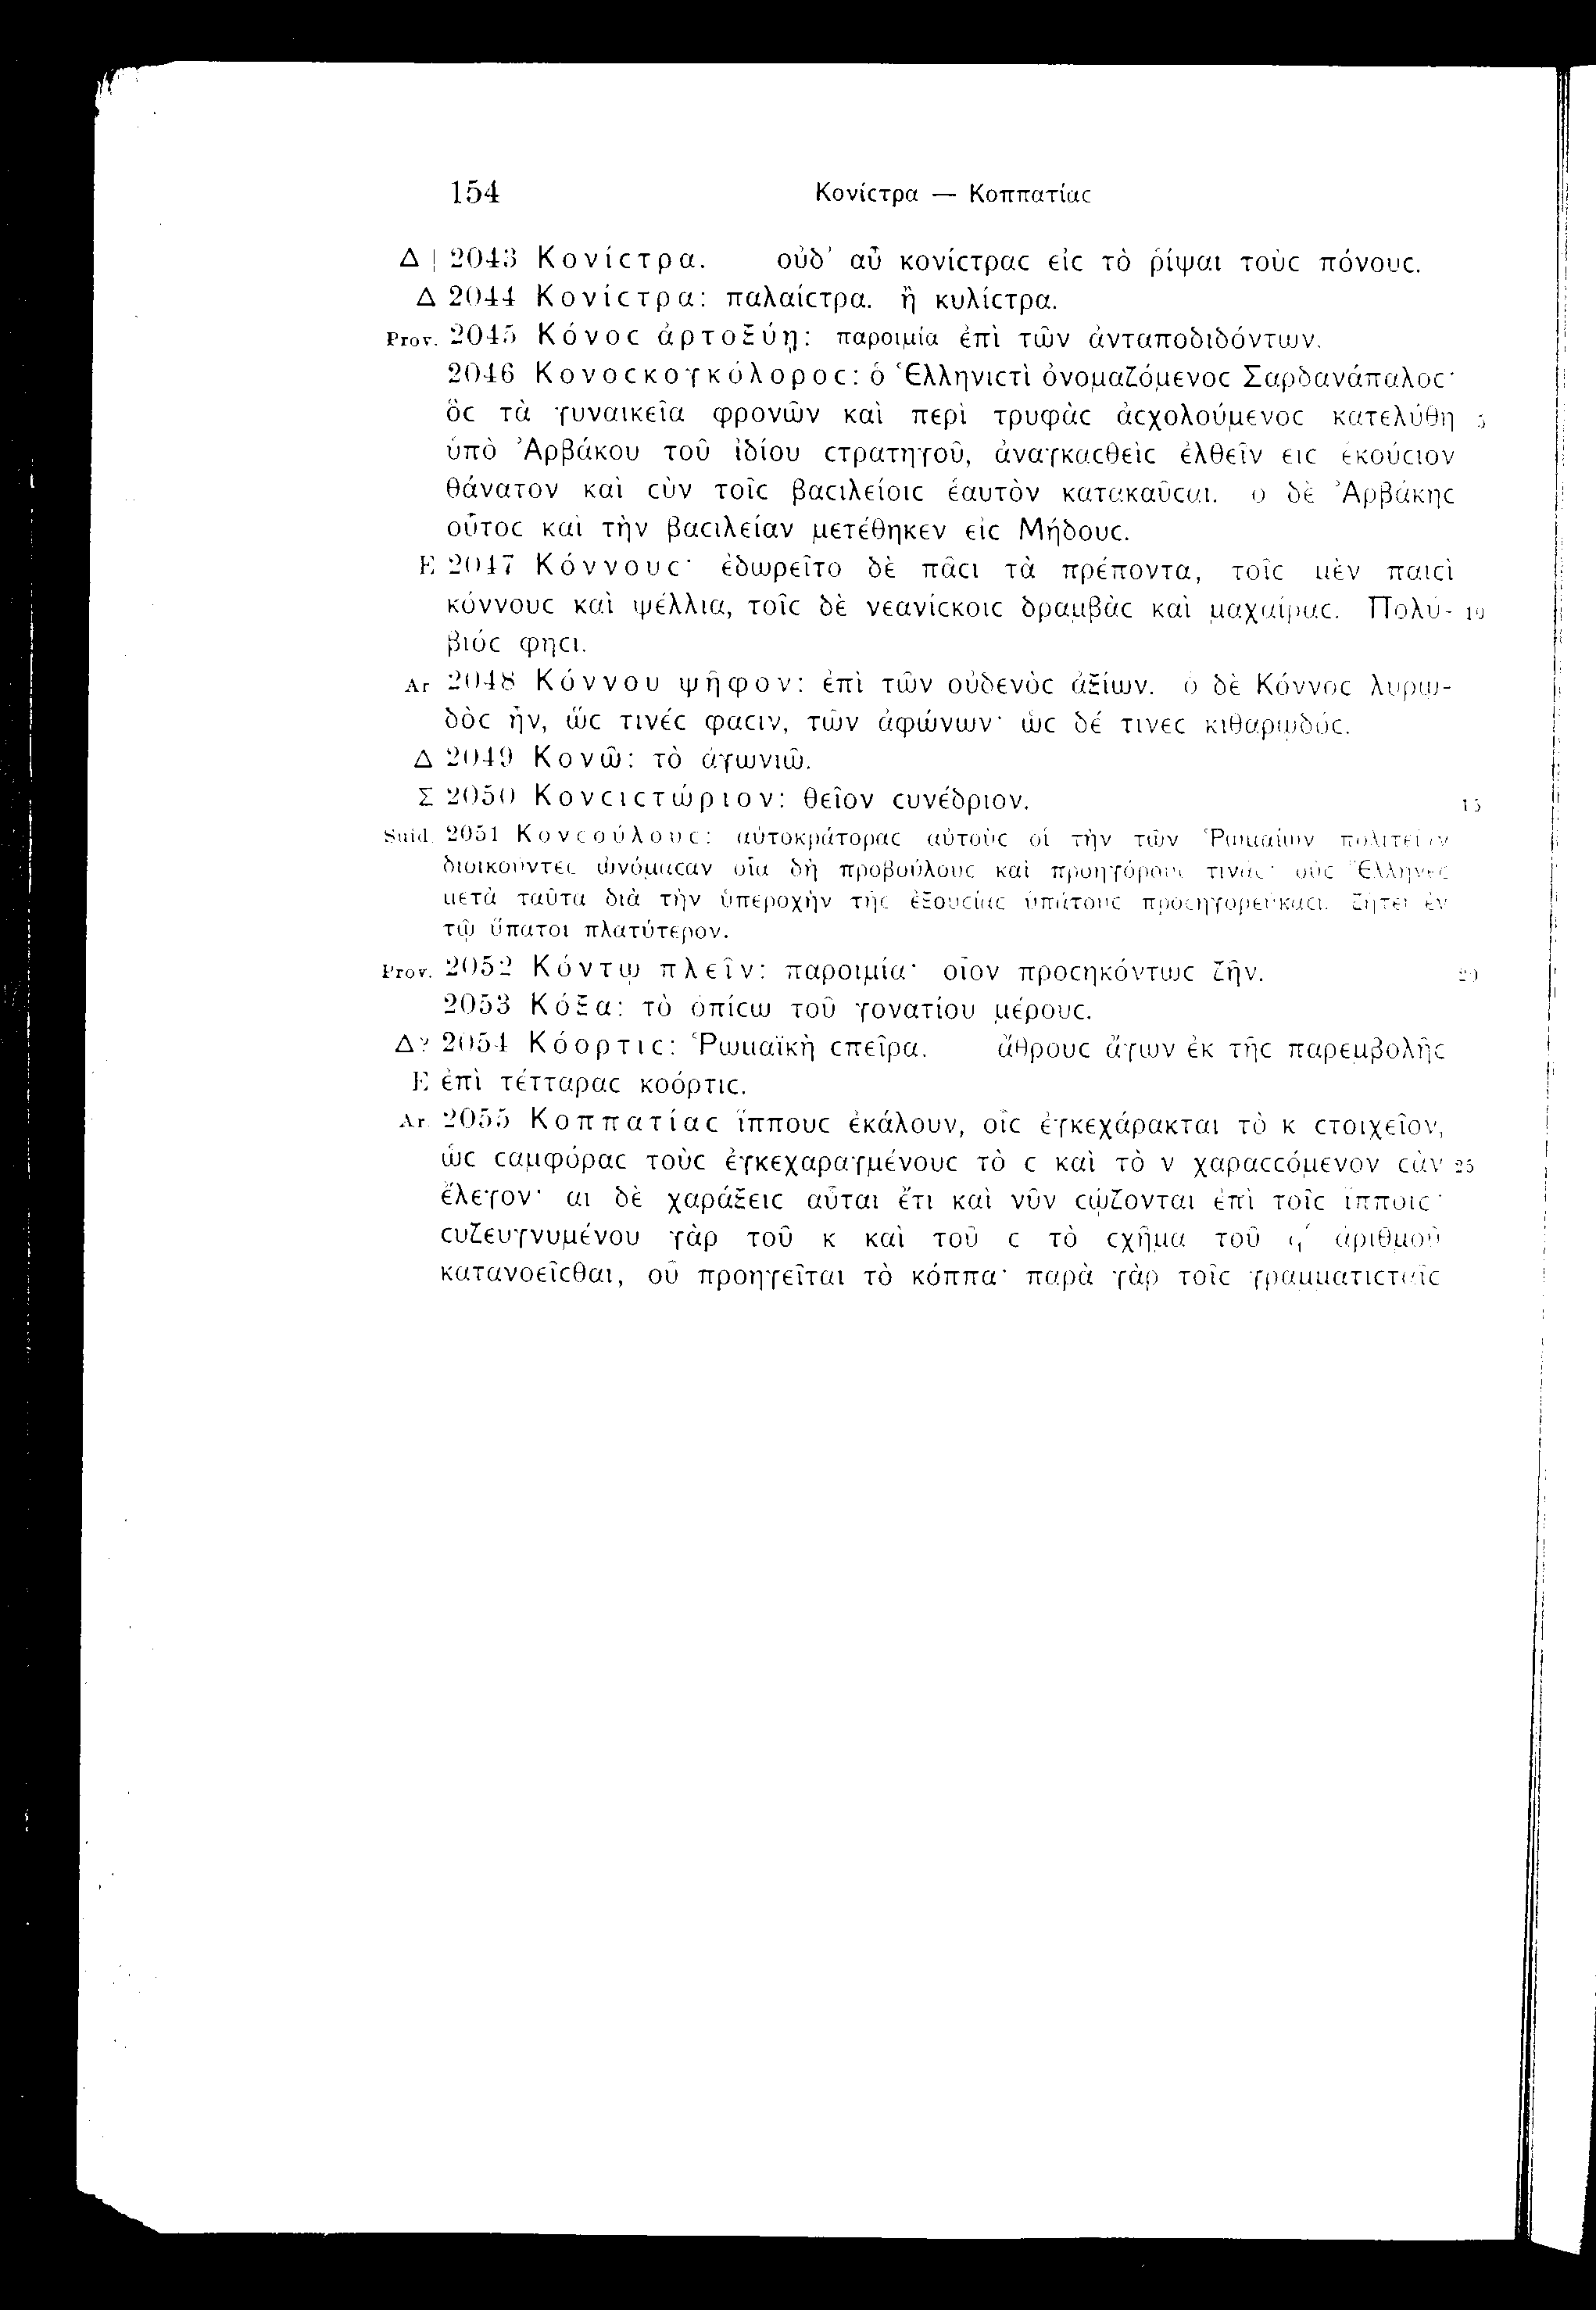 154 Κονίϲτρα — Κοππατίαϲ
Δ | 2043 Κονίϲτρα. οὐδ’ αὖ κονίϲτραϲ εἰϲ τὸ ῥίψαι τοὺϲ πόνουϲ.
Δ 2044 Κονίϲτρα: παλαίϲτρα. ἢ κυλίϲτρα.
Prov. 2045 Κόνοϲ ἀρτοξύῃ: παροιμία ἐπὶ τῶν ἀνταποδιδόντων.
2046 Κονοϲκογκόλοροϲ: ὁ Ἑλληνιϲτὶ ὀνομαζόμενοϲ Σαρδανάπαλοϲ·
ὃϲ τὰ γυναικεῖα φρονῶν καὶ περὶ τρυφὰϲ ἀϲχολούμενοϲ κατελύθη 5
ὑπὸ Ἀρβάκου τοῦ ἰδίου ϲτρατηγοῦ, ἀναγκαϲθεὶϲ ἐλθεῖν εἰϲ ἑκούϲιον
θάνατον καὶ ϲὺν τοῖϲ βαϲιλείοιϲ ἑαυτὸν κατακαῦϲαι. ὁ δὲ Ἀρβάκηϲ
οὗτοϲ καὶ τὴν βαϲιλείαν μετέθηκεν εἰϲ Μήδουϲ.
E 2047 Κόννουϲ· ἐδωρεῖτο δὲ πᾶϲι τὰ πρέποντα, τοῖϲ μὲν παιϲὶ
κόννουϲ καὶ ψέλλια, τοῖϲ δὲ νεανίϲκοιϲ δραμβὰϲ καὶ μαχαίραϲ. Πολύ- 10
βιόϲ φηϲι.
Ar 2048 Κόννου ψῆφον: ἐπὶ τῶν οὐδενὸϲ ἀξίων. ὁ δὲ Κόννοϲ λυρῳ-
δὸϲ ἦν, ὥϲ τινέϲ φαϲιν, τῶν ἀφώνων· ὡϲ δέ τινεϲ κιθαρῳδόϲ.
Δ 2049 Κονῶ: τὸ ἀγωνιῶ.
Σ 2050 Κονϲιϲτώριον: θεῖον ϲυνέδριον. 15
Suid. 2051 Κονϲούλουϲ: αὐτοκράτοραϲ αὐτοὺϲ οἱ τὴν τῶν Ῥωμαίων πολιτείαν
διοικοῦντεϲ ὠνόμαϲαν οἷα δὴ προβούλουϲ καὶ προηγόρουϲ τινάϲ· οὓϲ Ἕλληνεϲ
μετὰ ταῦτα διὰ τὴν ὑπεροχὴν τῆϲ ἐξουϲίαϲ ὑπάτουϲ προϲηγορεύκαϲι. ζήτει ἐν
τῷ ὕπατοι πλατύτερον.
Prov. 2052 Κόντῳ πλεῖν: παροιμία· οἷον προϲηκόντωϲ ζῆν. 20
2053 Κόξα: τὸ ὀπίϲω τοῦ γονατίου μέρουϲ.
Δ? 2054 Κόορτιϲ: Ῥωμαϊκὴ ϲπεῖρα. ἄθρουϲ ἄγων ἐκ τῆϲ παρεμβολῆϲ
E ἐπὶ τέτταραϲ κοόρτιϲ.
Ar 2055 Κοππατίαϲ ἵππουϲ ἐκάλουν, οἷϲ ἐγκεχάρακται τὸ κ ϲτοιχεῖον,
ὡϲ ϲαμφόραϲ τοὺϲ ἐγκεχαραγμένουϲ τὸ ϲ καὶ τὸ ν χαραϲϲόμενον ϲὰν 25
ἔλεγον· αἱ δὲ χαράξειϲ αὗται ἔτι καὶ νῦν ϲῴζονται ἐπὶ τοῖϲ ἵπποιϲ·
ϲυζευγνυμένου γὰρ τοῦ κ καὶ τοῦ ϲ τὸ ϲχῆμα τοῦ ϟ´ ἀριθμοῦ
κατανοεῖϲθαι, οὗ προηγεῖται τὸ κόππα· παρὰ γὰρ τοῖϲ γραμματιϲταῖϲ